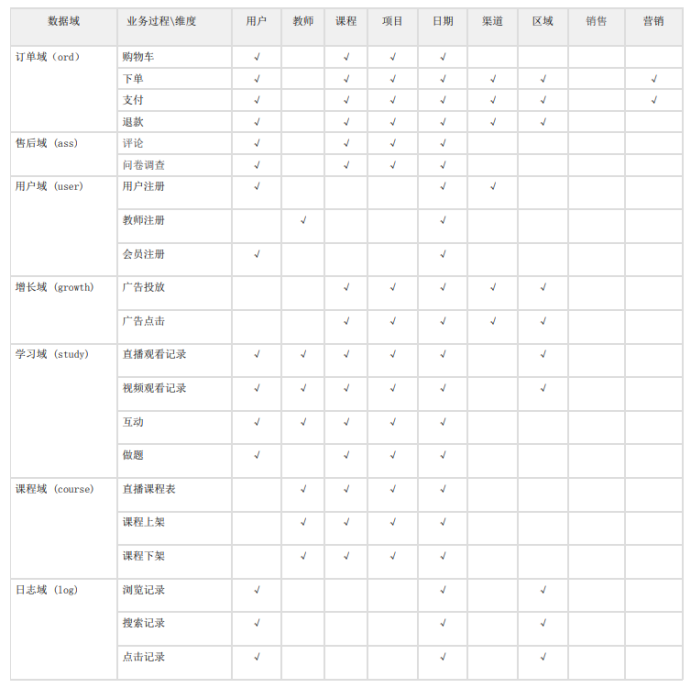 数据域 业务过程\维度 用户 教师 课程 项目 日期 渠道 区域 销售 营销
订单域（ord） 购物车 √ √ √ √
下单 √ √ √ √ √ √ √
支付 √ √ √ √ √ √ √
退款 √ √ √ √ √ √
售后域 (ass) 评论 √ √ √ √
问卷调查 √ √ √ √
用户域 (user) 用户注册 √ √ √
教师注册 √ √
会员注册 √ √
增长域 (growth) 广告投放 √ √ √ √ √
广告点击 √ √ √ √ √
学习域 (study) 直播观看记录 √ √ √ √ √ √
视频观看记录 √ √ √ √ √ √
互动 √ √ √ √ √
做题 √ √ √ √
课程域 (course) 直播课程表 √ √ √ √
课程上架 √ √ √ √
课程下架 √ √ √ √
日志域 (log) 浏览记录 √ √ √
搜索记录 √ √ √
点击记录 √ √ √